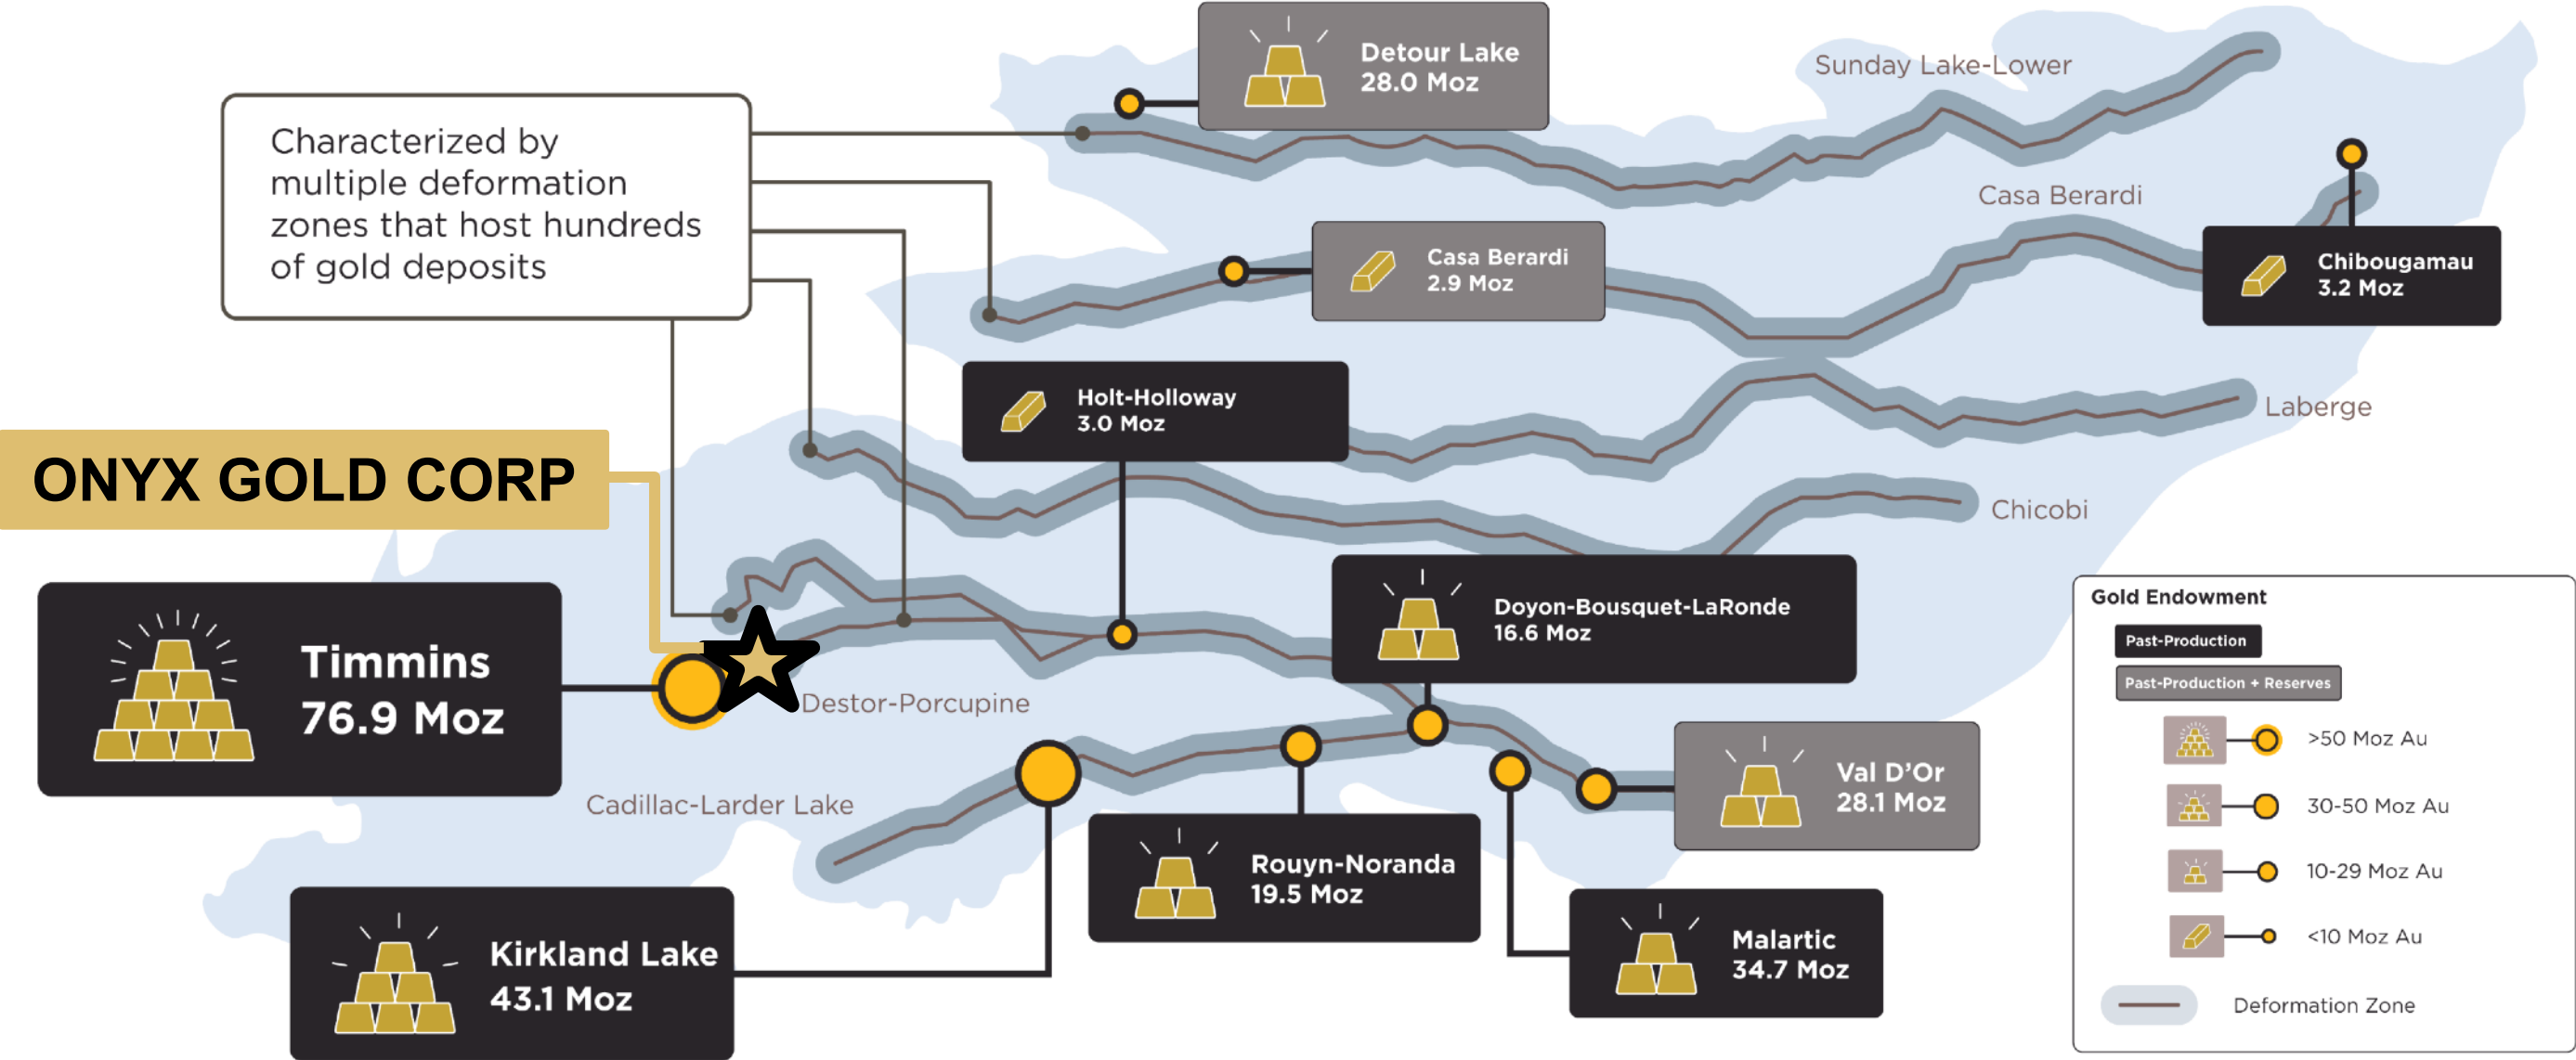 Detour Lake
28.0 Moz
Sunday Lake-Lower
Characterized by
multiple deformation
zones that host hundreds
of gold deposits
Casa Berardi
Casa Berardi
2.9 Moz
Chibougamau
3.2 Moz
Holt-Holloway
3.0 Moz
Laberge
ONYX GOLD CORP
Chicobi
Timmins
76.9 Moz
Doyon-Bousquet-LaRonde
16.6 Moz
Destor-Porcupine
Cadillac-Larder Lake
Val D’Or
28.1 Moz
Rouyn-Noranda
19.5 Moz
Kirkland Lake
43.1 Moz
Malartic
34.7 Moz
Gold Endowment
Past-Production
Past-Production + Reserves
>50 Moz Au
30-50 Moz Au
10-29 Moz Au
<10 Moz Au
Deformation Zone